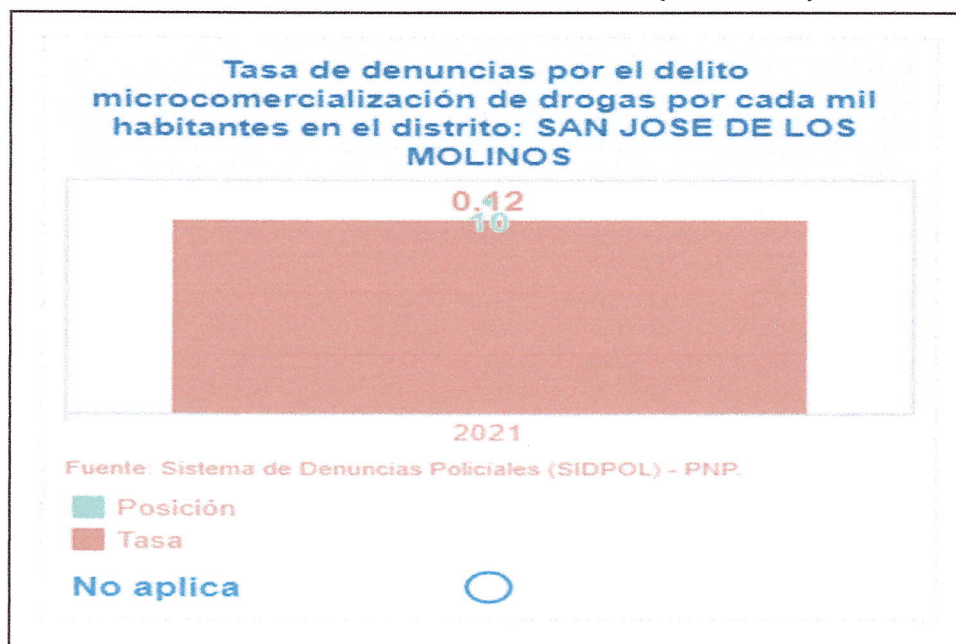 Tasa de denuncias por el delito
microcomercialización de drogas por cada mil
habitantes en el distrito: SAN JOSE DE LOS
MOLINOS
0.12
10
2021
Fuente: Sistema de Denuncias Policiales (SIDPOL) - PNP.
Posición
Tasa
No aplica